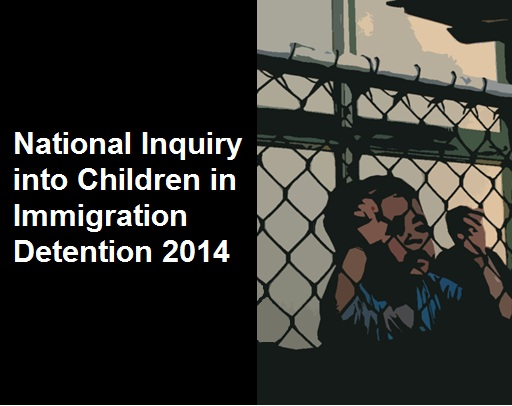 National Inquiry
into Children in
Immigration
Detention 2014